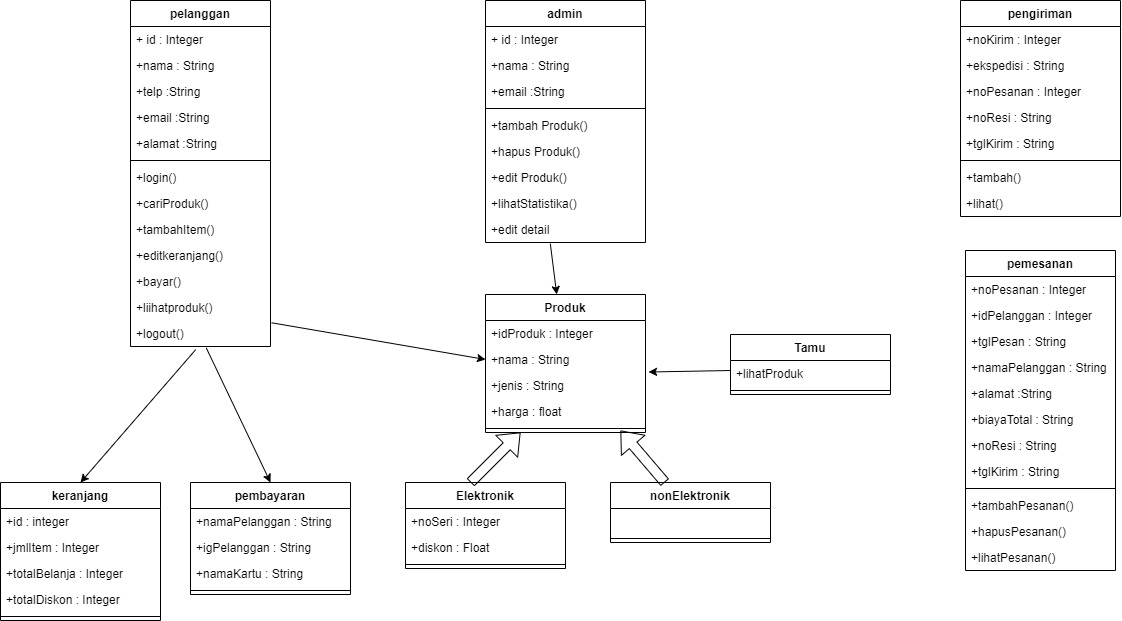 pelanggan
+ id : Integer
+nama : String
+telp :String
+email :String
+alamat :String
+login()
+cariProduk()
+tambahItem()
+editkeranjang()
+bayar()
+liihatproduk()
+logout()
admin
+ id : Integer
+nama : String
+email :String
+tambah Produk()
+hapus Produk()
+edit Produk()
+lihatStatistika()
+edit detail
pengiriman
+noKirim : Integer
+ekspedisi : String
+noPesanan : Integer
+noResi : String
+tglKirim : String
+tambah()
+lihat()
Produk
+idProduk : Integer
+nama : String
+jenis : String
+harga : float
Tamu
+lihatProduk
pemesanan
+noPesanan : Integer
+idPelanggan : Integer
+tglPesan : String
+namaPelanggan : String
+alamat :String
+biayaTotal : String
+noResi : String
+tglKirim : String
+tambahPesanan()
+hapusPesanan()
+lihatPesanan()
keranjang
+id : integer
+jmlItem : Integer
+totalBelanja : Integer
+totalDiskon : Integer
pembayaran
+namaPelanggan : String
+igPelanggan : String
+namaKartu : String
Elektronik
+noSeri : Integer
+diskon : Float
nonElektronik